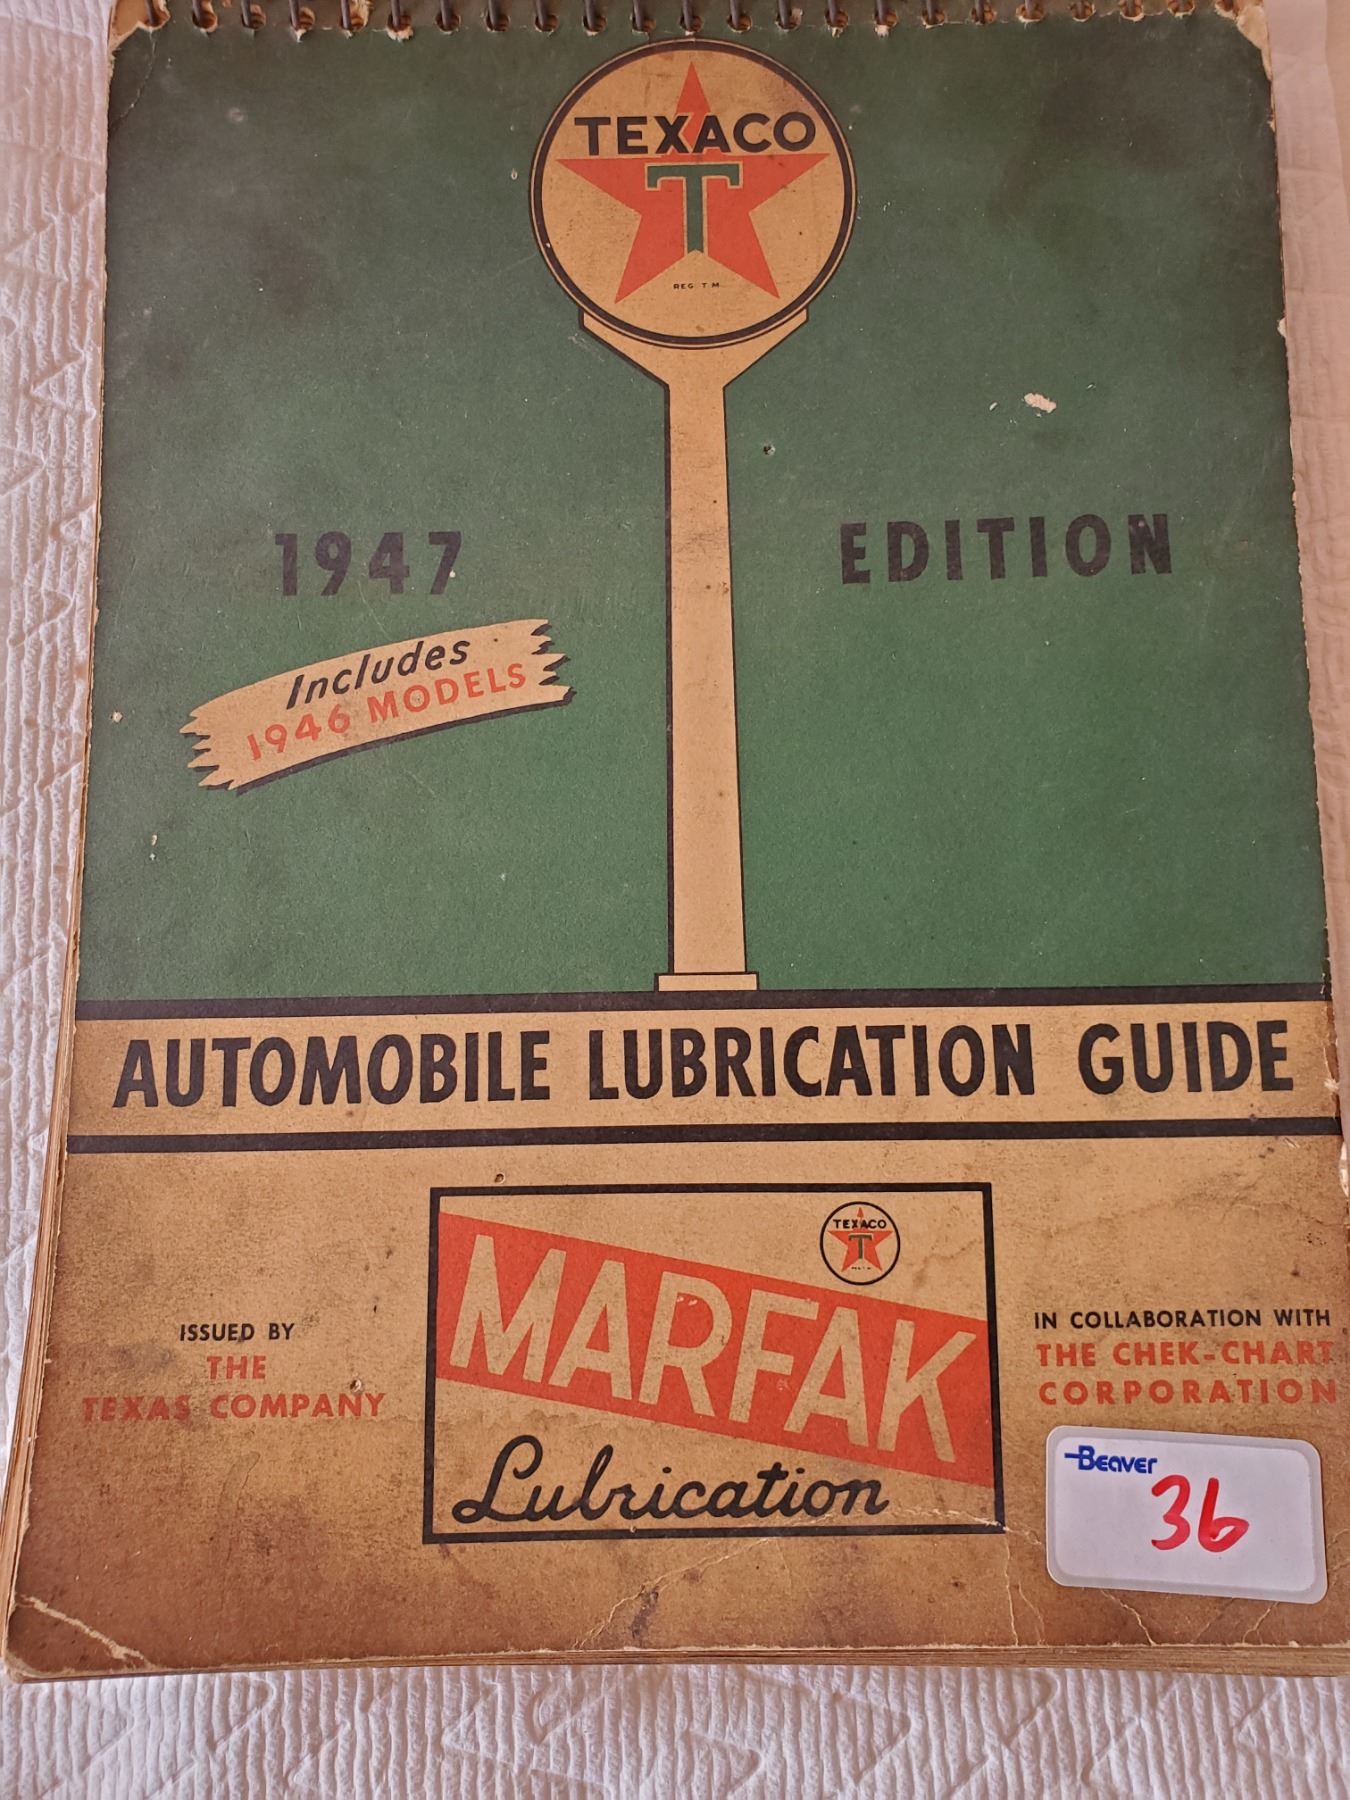 TEXACO
T
REG. T.M.
1947 EDITION
Includes
1946 MODELS
AUTOMOBILE LUBRICATION GUIDE
ISSUED BY
THE
TEXAS COMPANY
TEXACO
T
MARFAK
Lubrication
IN COLLABORATION WITH
THE CHEK-CHART
CORPORATION
Beaver
36